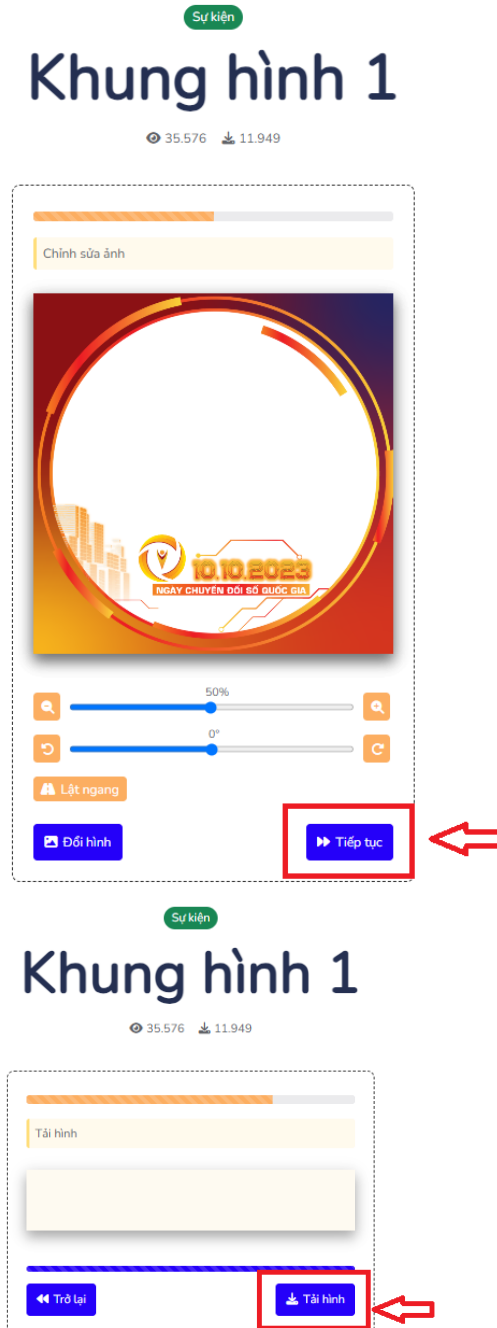 Sự kiện
Khung hình 1
35.576 11.949
Chỉnh sửa ảnh
10.10.2023
NGÀY CHUYỂN ĐỔI SỐ QUỐC GIA
50%
0°
Lật ngang
Đổi hình Tiếp tục
Sự kiện
Khung hình 1
35.576 11.949
Tải hình
Trở lại Tải hình